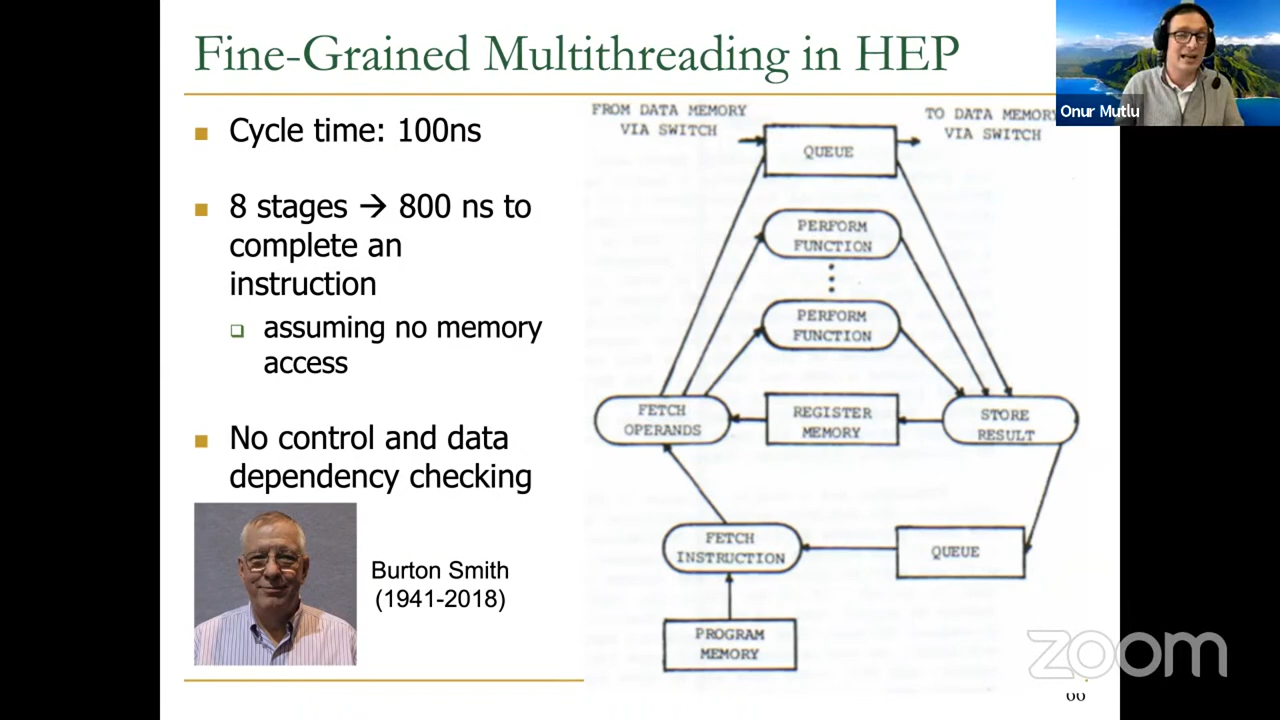 Fine-Grained Multithreading in HEP
Onur Mutlu
Cycle time: 100ns
8 stages → 800 ns to
complete an
instruction
assuming no memory
access
No control and data
dependency checking
Burton Smith
(1941-2018)
FROM DATA MEMORY
VIA SWITCH
TO DATA MEMORY
VIA SWITCH
QUEUE
PERFORM
FUNCTION
PERFORM
FUNCTION
FETCH
OPERANDS
REGISTER
MEMORY
STORE
RESULT
FETCH
INSTRUCTION
QUEUE
PROGRAM
MEMORY
zoom